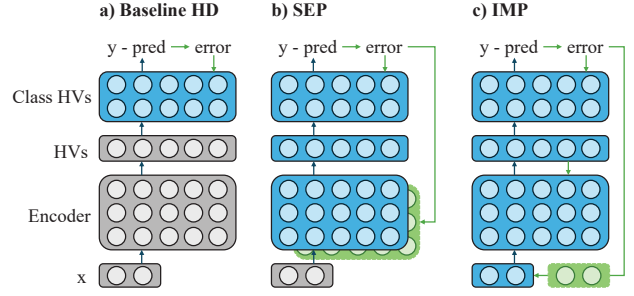 a) Baseline HD
b) SEP
c) IMP
y - pred
error
y - pred
error
y - pred
error
Class HVs
HVs
Encoder
x